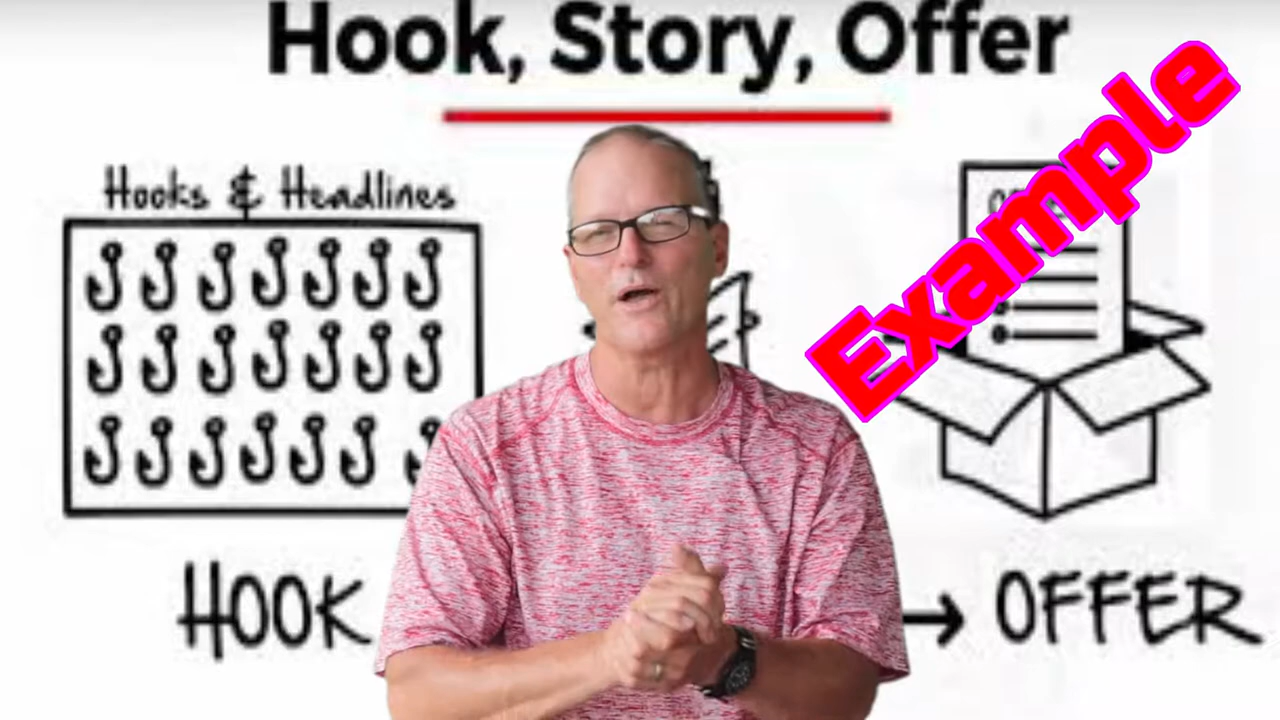 Hook, Story, Offer
Example
Hooks & Headlines
HOOK
→ OFFER